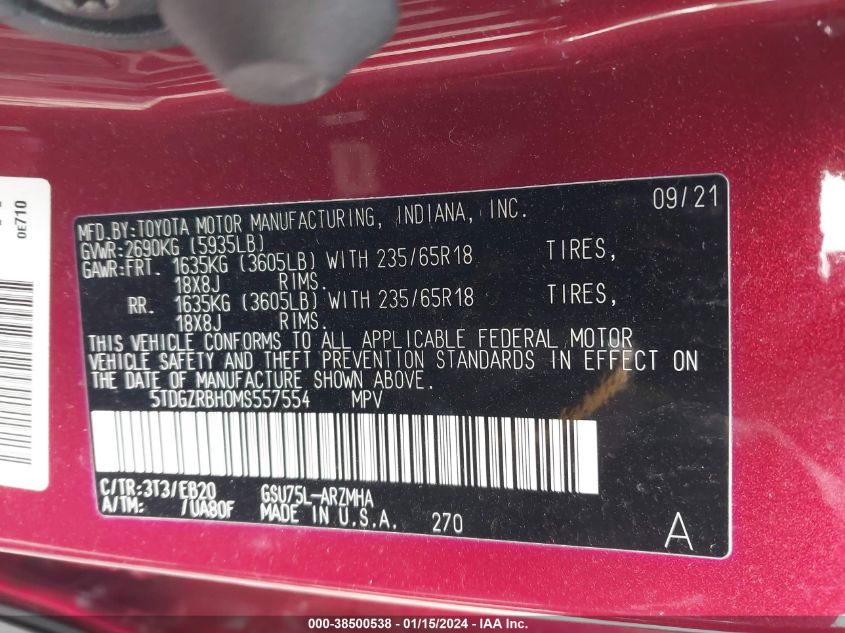 0E710
09/21
MFD.BY:TOYOTA MOTOR MANUFACTURING, INDIANA, INC.
GVWR:2690KG (5935LB)
GAWR:FRT. 1635KG (3605LB) WITH 235/65R18 TIRES,
18X8J RIMS.
RR. 1635KG (3605LB) WITH 235/65R18 TIRES,
18X8J RIMS.
THIS VEHICLE CONFORMS TO ALL APPLICABLE FEDERAL MOTOR
VEHICLE SAFETY AND THEFT PREVENTION STANDARDS IN EFFECT ON
THE DATE OF MANUFACTURE SHOWN ABOVE.
5TDGZRBH0MS557554 MPV
C/TR:3T3/EB20 GSU75L-ARZMHA
A/TM: /UA80F MADE IN U.S.A. 270 A
000-38500538 - 01/15/2024 - IAA Inc.